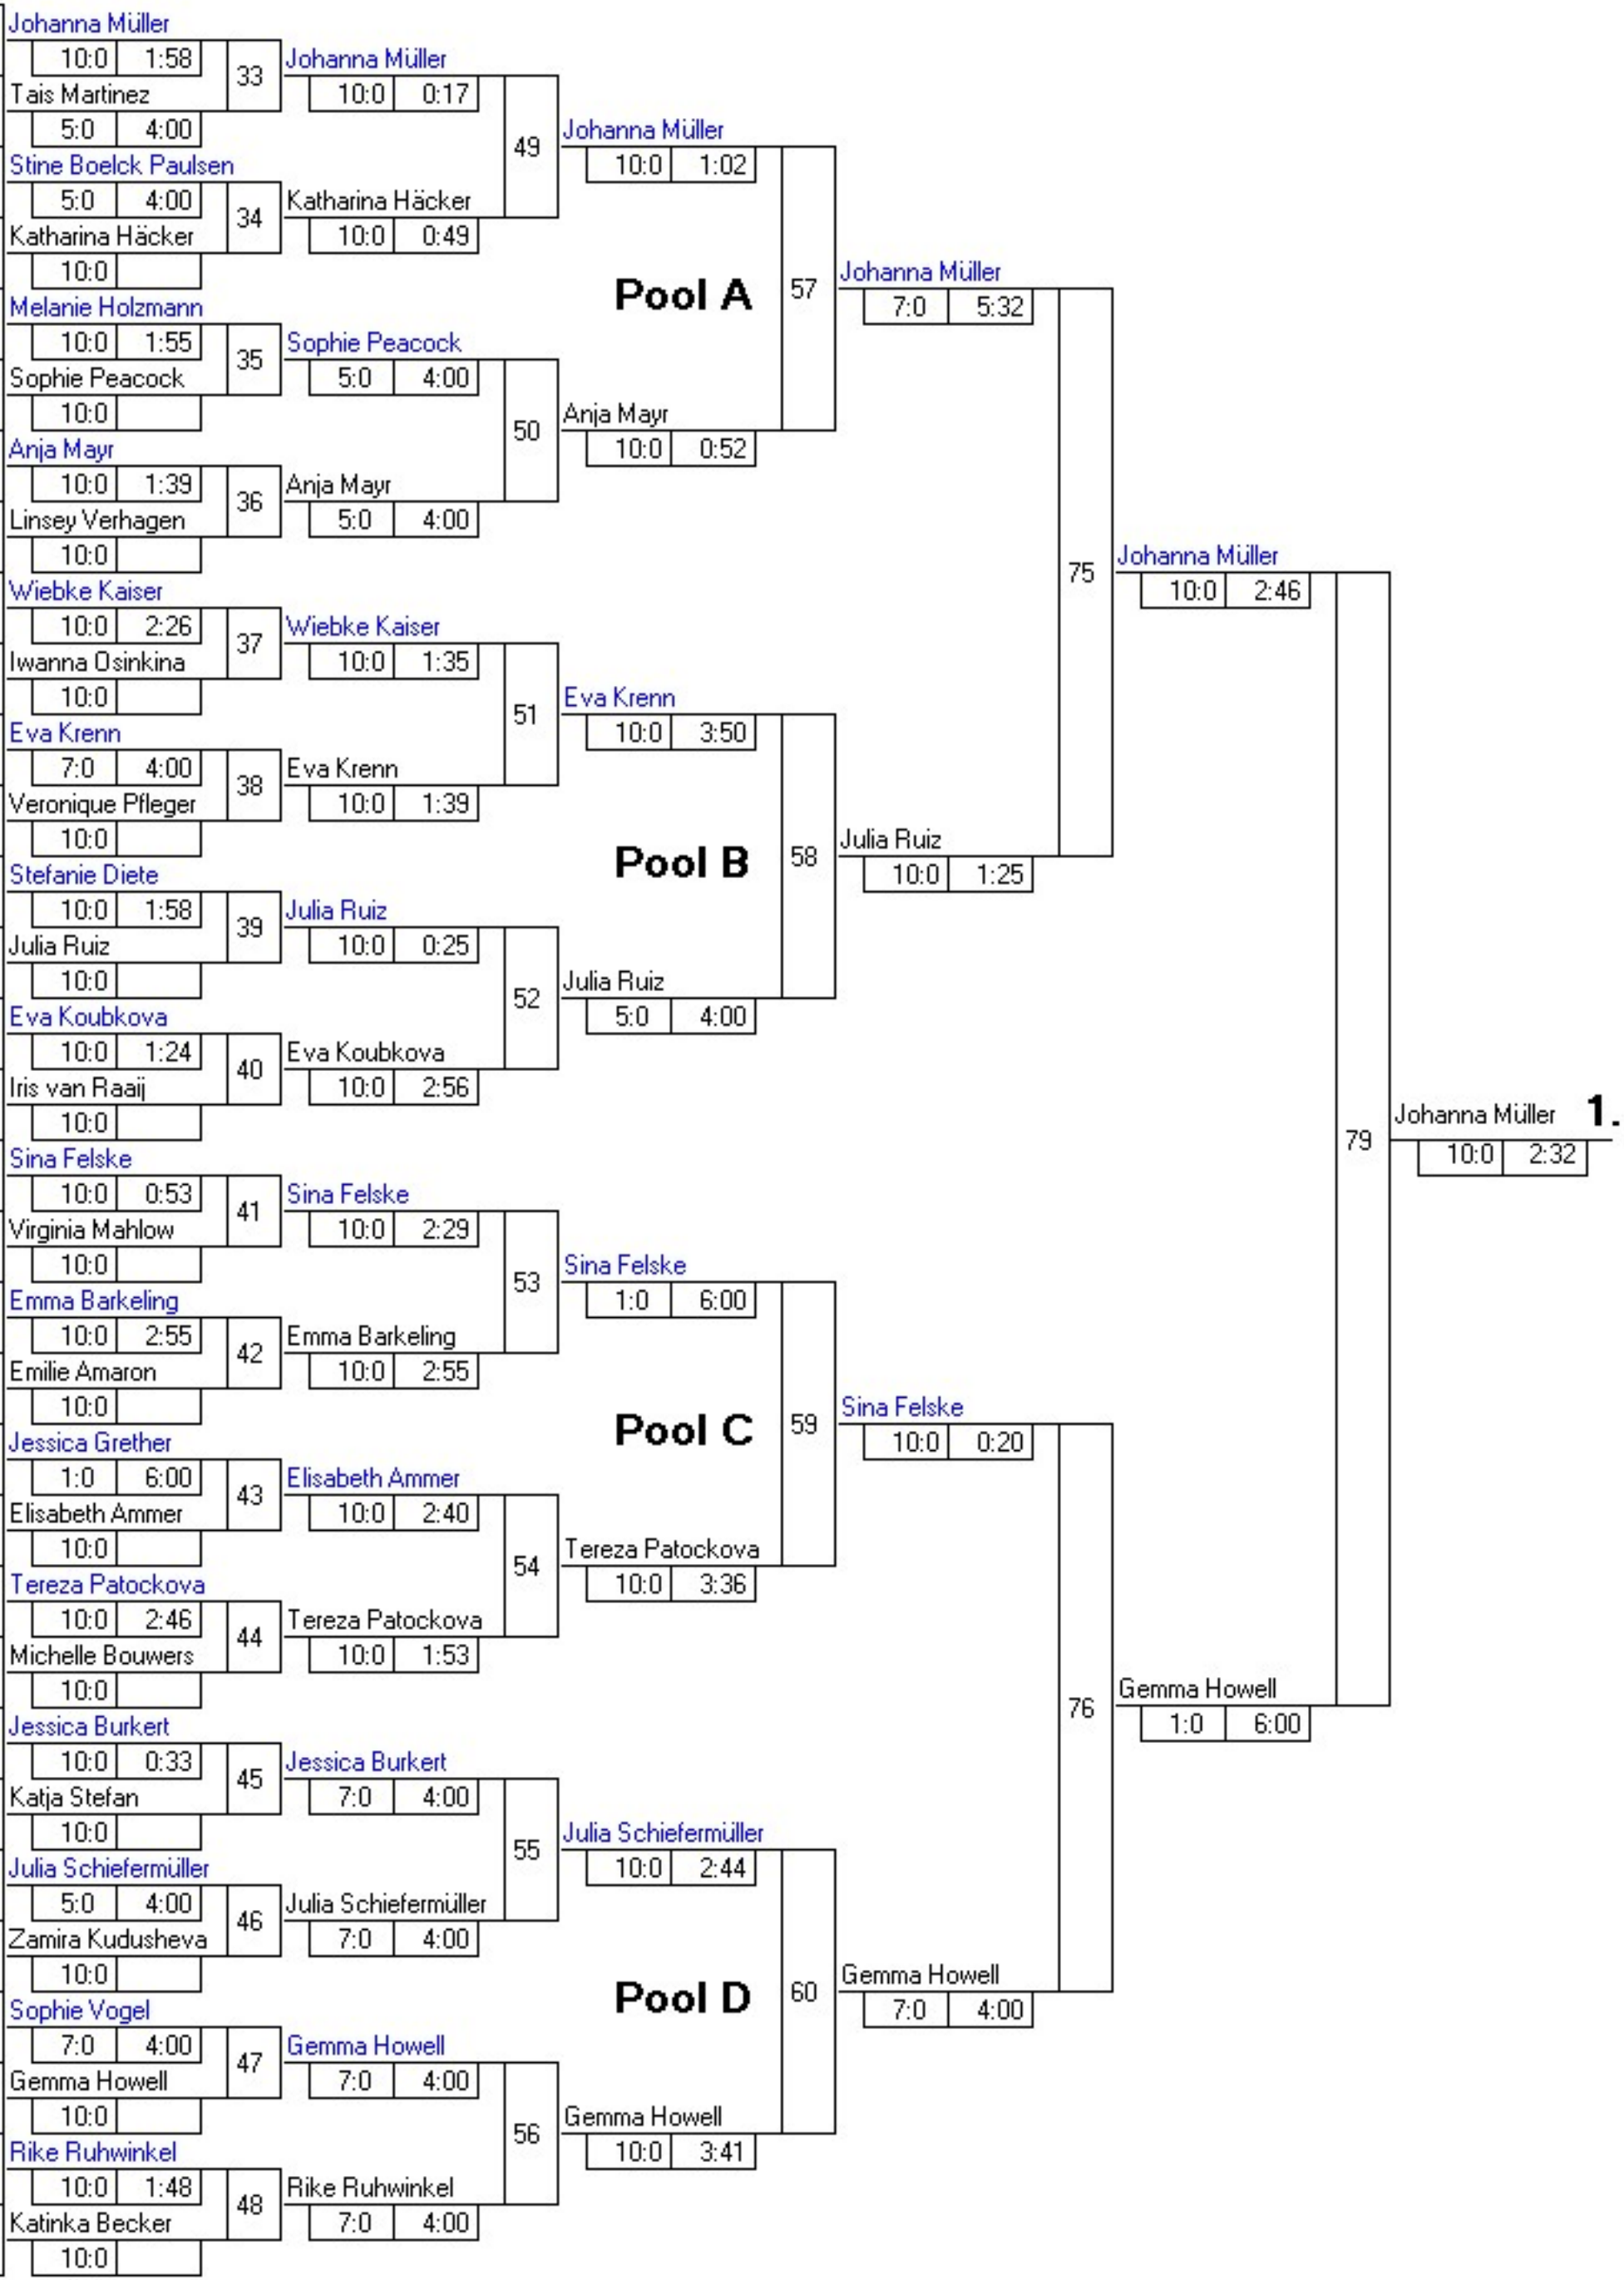 Johanna Müller
10:0 1:58
33
Tais Martinez
5:0 4:00
Stine Boelck Paulsen
5:0 4:00
34
Katharina Häcker
10:0
Melanie Holzmann
10:0 1:55
35
Sophie Peacock
10:0
Anja Mayr
10:0 1:39
36
Linsey Verhagen
10:0
Wiebke Kaiser
10:0 2:26
37
Iwanna Osinkina
10:0
Eva Krenn
7:0 4:00
38
Veronique Pfleger
10:0
Stefanie Diete
10:0 1:58
39
Julia Ruiz
10:0
Eva Koubkova
10:0 1:24
40
Iris van Raaij
10:0
Sina Felske
10:0 0:53
41
Virginia Mahlow
10:0
Emma Barkeling
10:0 2:55
42
Emilie Amaron
10:0
Jessica Grether
1:0 6:00
43
Elisabeth Ammer
10:0
Tereza Patockova
10:0 2:46
44
Michelle Bouwers
10:0
Jessica Burkert
10:0 0:33
45
Katja Stefan
10:0
Julia Schiefermüller
5:0 4:00
46
Zamira Kudusheva
10:0
Sophie Vogel
7:0 4:00
47
Gemma Howell
10:0
Rike Ruhwinkel
10:0 1:48
48
Katinka Becker
10:0
Johanna Müller
10:0 0:17
49
Katharina Häcker
10:0 0:49
Sophie Peacock
5:0 4:00
50
Anja Mayr
5:0 4:00
Wiebke Kaiser
10:0 1:35
51
Eva Krenn
10:0 1:39
Julia Ruiz
10:0 0:25
52
Eva Koubkova
10:0 2:56
Sina Felske
10:0 2:29
53
Emma Barkeling
10:0 2:55
Elisabeth Ammer
10:0 2:40
54
Tereza Patockova
10:0 1:53
Jessica Burkert
7:0 4:00
55
Julia Schiefermüller
7:0 4:00
Gemma Howell
7:0 4:00
56
Rike Ruhwinkel
7:0 4:00
Johanna Müller
10:0 1:02
Pool A
57
Anja Mayr
10:0 0:52
Eva Krenn
10:0 3:50
Pool B
58
Julia Ruiz
5:0 4:00
Sina Felske
1:0 6:00
Pool C
59
Tereza Patockova
10:0 3:36
Julia Schiefermüller
10:0 2:44
Pool D
60
Gemma Howell
10:0 3:41
Johanna Müller
7:0 5:32
75
Julia Ruiz
10:0 1:25
Sina Felske
10:0 0:20
76
Gemma Howell
7:0 4:00
Johanna Müller
10:0 2:46
79
Gemma Howell
1:0 6:00
Johanna Müller 1.
10:0 2:32